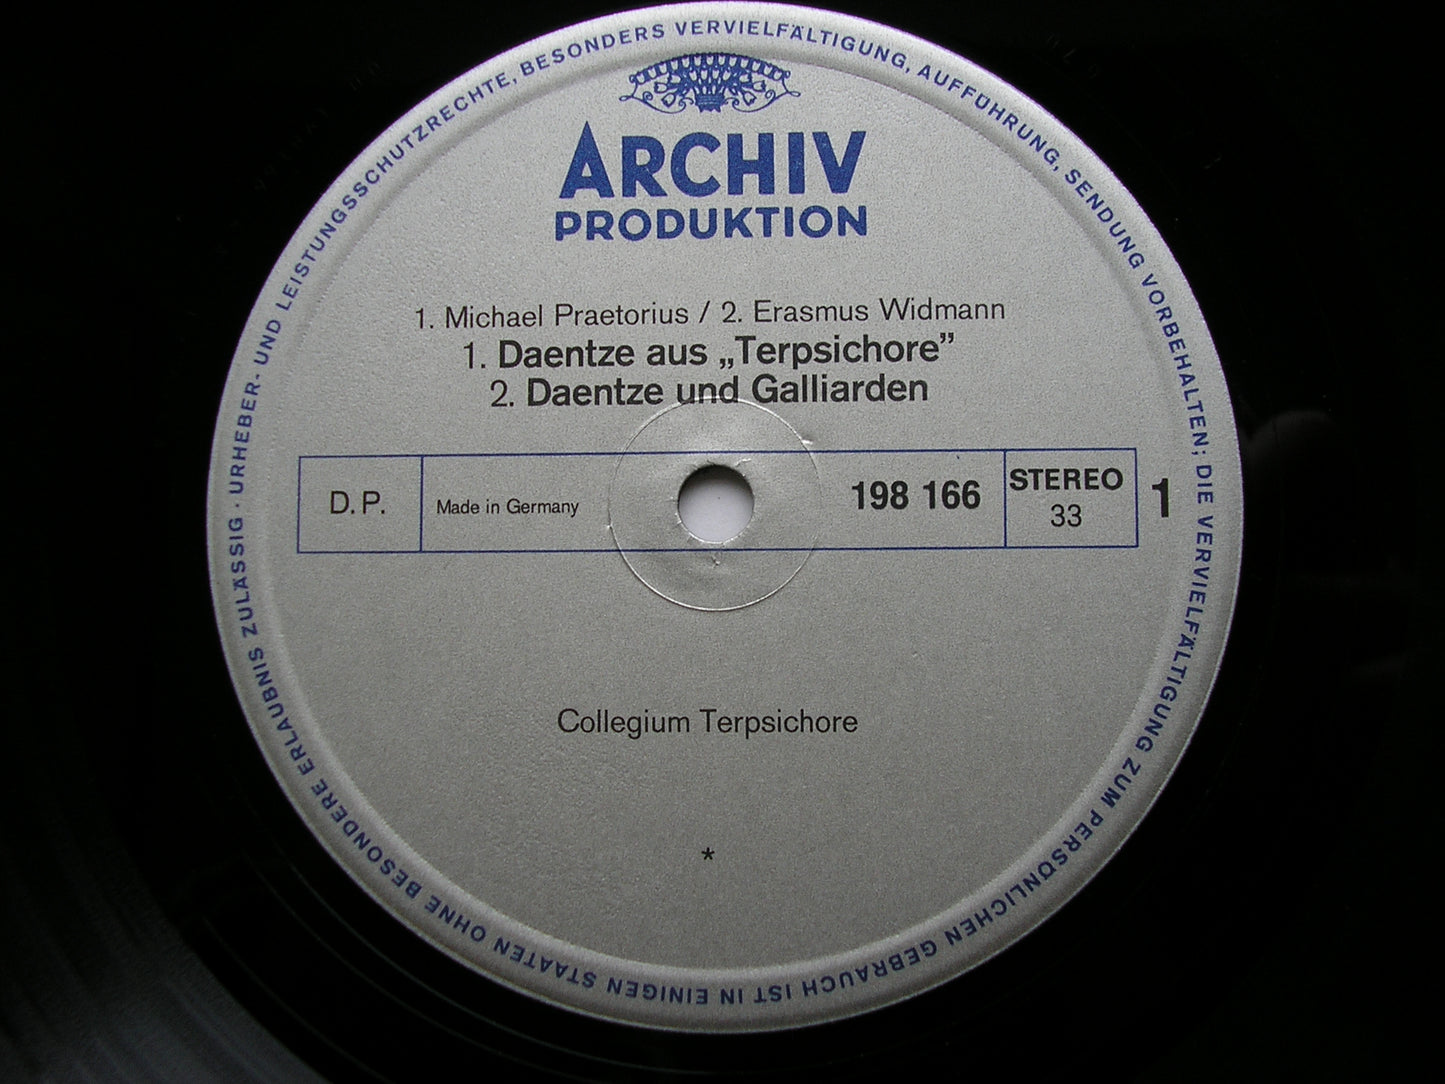 URHEBER- UND LEISTUNGSSCHUTZRECHTE, BESONDERS VERVIELFÄLTIGUNG, AUFFÜHRUNG, SENDUNG VORBEHALTEN; DIE VERVIELFÄLTIGUNG ZUM PERSÖNLICHEN GEBRAUCH IST IN EINIGEN STAATEN OHNE BESONDERE ERLAUBNIS ZULÄSSIG ·
ARCHIV
PRODUKTION
1. Michael Praetorius / 2. Erasmus Widmann
1. Daentze aus „Terpsichore”
2. Daentze und Galliarden
D.P. Made in Germany 198 166 STEREO 33 1
Collegium Terpsichore
*